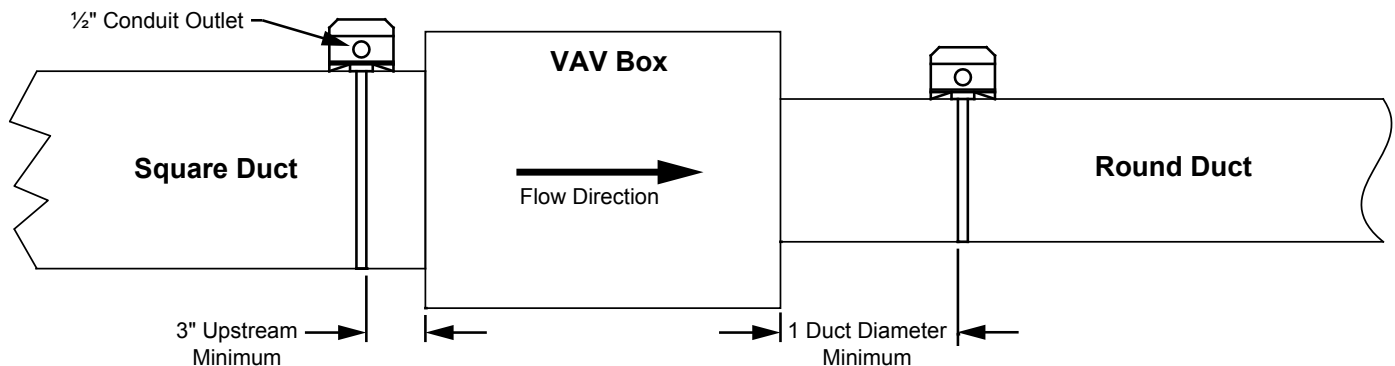 ½" Conduit Outlet
VAV Box
Square Duct
Flow Direction
Round Duct
3" Upstream
Minimum
1 Duct Diameter
Minimum